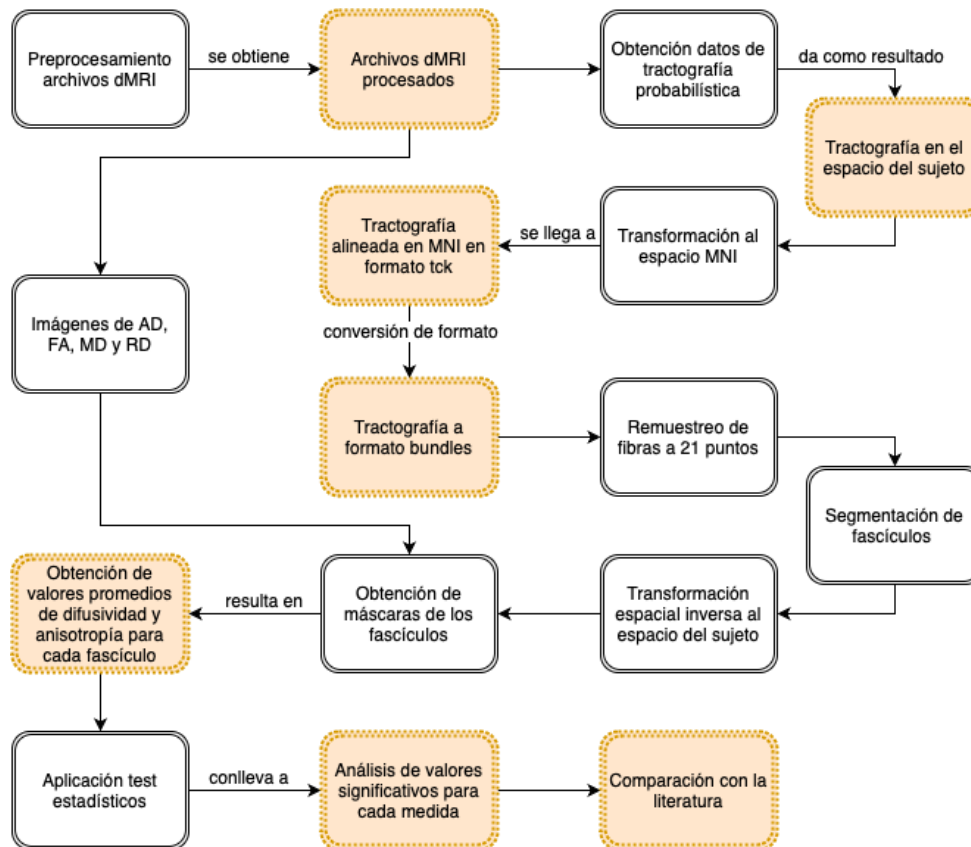 Preprocesamiento
archivos dMRI
se obtiene
Archivos dMRI
procesados
Obtención datos de
tractografía
probabilística
da como resultado
Tractografía en el
espacio del sujeto
Transformación al
espacio MNI
se llega a
Tractografía
alineada en MNI en
formato tck
conversión de formato
Imágenes de AD,
FA, MD y RD
Tractografía a
formato bundles
Remuestreo de
fibras a 21 puntos
Segmentación de
fascículos
Transformación
espacial inversa al
espacio del sujeto
Obtención de
máscaras de los
fascículos
resulta en
Obtención de
valores promedios
de difusividad y
anisotropía para
cada fascículo
Aplicación test
estadísticos
conlleva a
Análisis de valores
significativos para
cada medida
Comparación con la
literatura